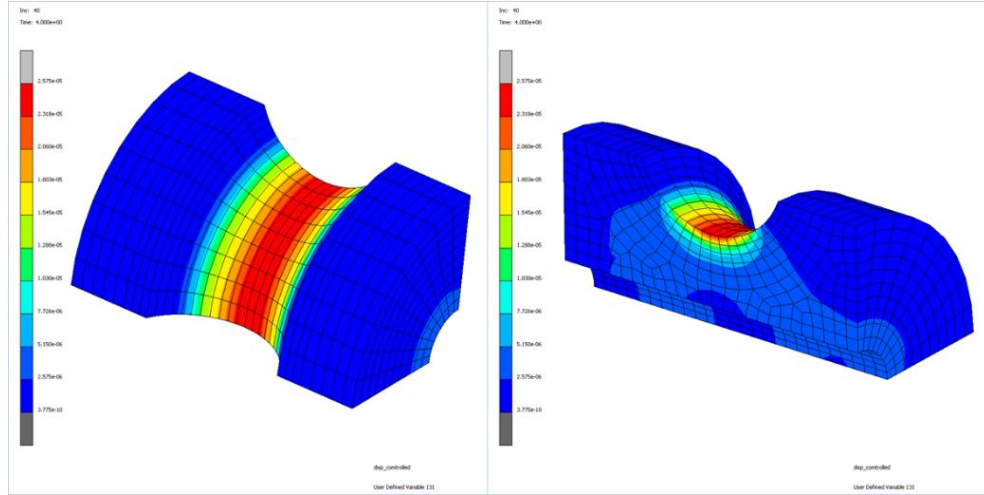 Inc: 40
Time: 4.000e+00
2.575e-05
2.318e-05
2.060e-05
1.803e-05
1.545e-05
1.288e-05
1.030e-05
7.726e-06
5.150e-06
2.575e-06
3.775e-10
disp_controlled
User Defined Variable 131
Inc: 40
Time: 4.000e+00
2.575e-05
2.318e-05
2.060e-05
1.803e-05
1.545e-05
1.288e-05
1.030e-05
7.726e-06
5.150e-06
2.575e-06
3.775e-10
disp_controlled
User Defined Variable 131